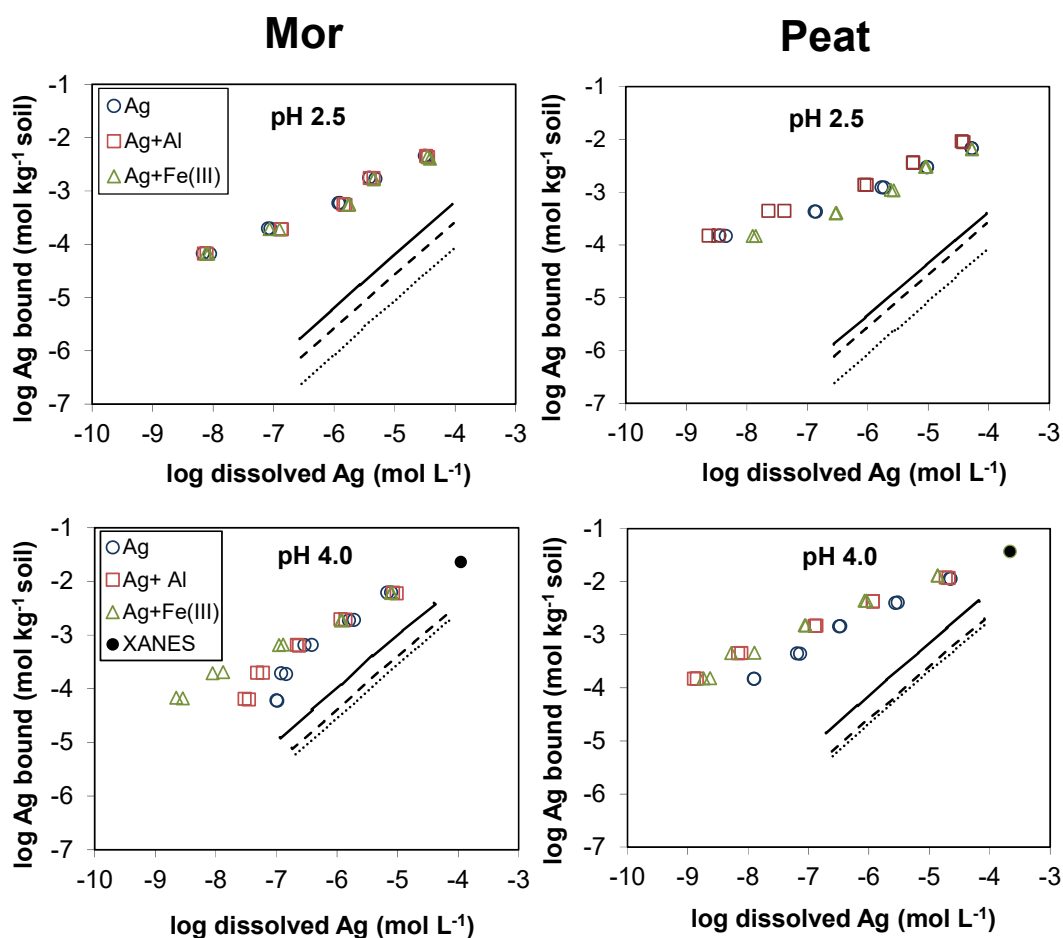 Mor
Peat
log Ag bound (mol kg⁻¹ soil)
-1
-2
-3
-4
-5
-6
-7
Ag
Ag+Al
Ag+Fe(III)
pH 2.5
-10 -9 -8 -7 -6 -5 -4 -3
log dissolved Ag (mol L⁻¹)
log Ag bound (mol kg⁻¹ soil)
-1
-2
-3
-4
-5
-6
-7
pH 2.5
-10 -9 -8 -7 -6 -5 -4 -3
log dissolved Ag (mol L⁻¹)
log Ag bound (mol kg⁻¹ soil)
-1
-2
-3
-4
-5
-6
-7
Ag
Ag+ Al
Ag+Fe(III)
XANES
pH 4.0
-10 -9 -8 -7 -6 -5 -4 -3
log dissolved Ag (mol L⁻¹)
log Ag bound (mol kg⁻¹ soil)
-1
-2
-3
-4
-5
-6
-7
pH 4.0
-10 -9 -8 -7 -6 -5 -4 -3
log dissolved Ag (mol L⁻¹)